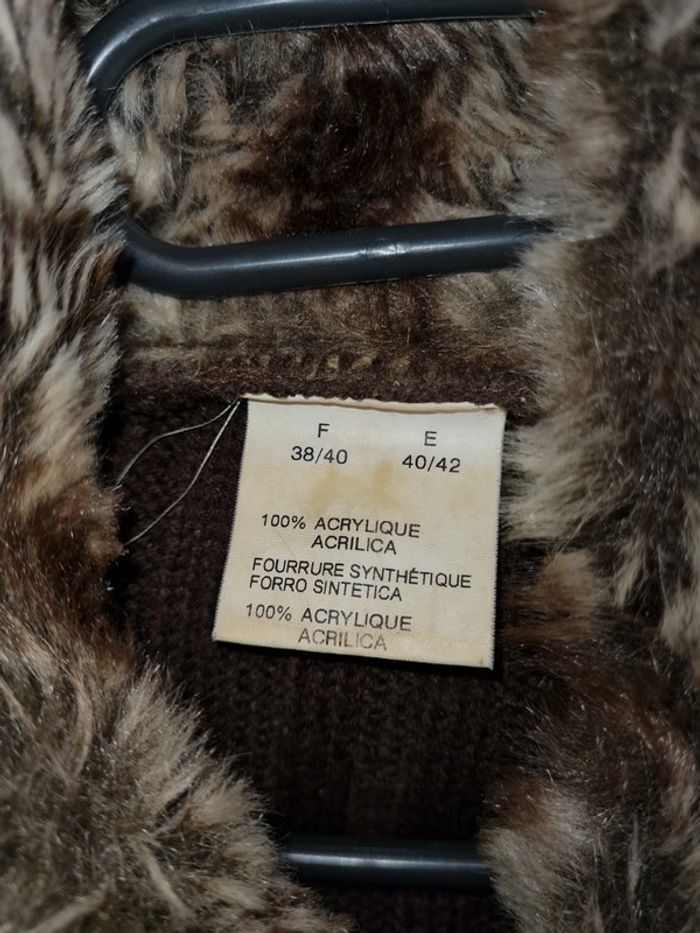 F E
38/40 40/42
100% ACRYLIQUE
ACRILICA
FOURRURE SYNTHÉTIQUE
FORRO SINTETICA
100% ACRYLIQUE
ACRILICA